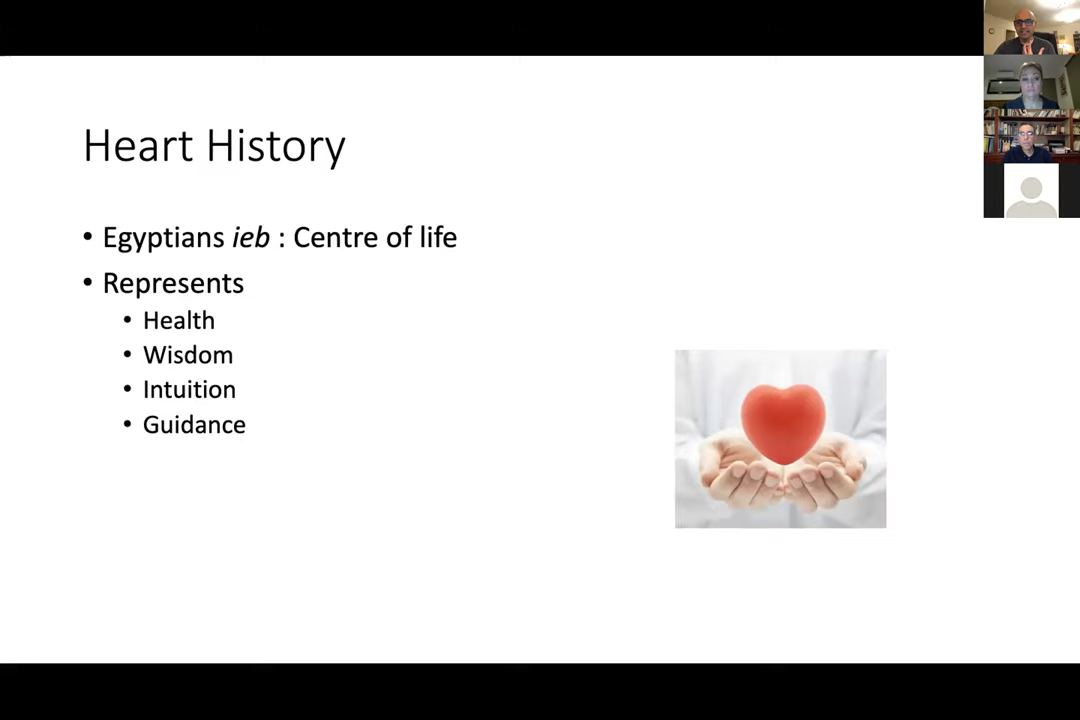 Heart History
• Egyptians ieb : Centre of life
• Represents
• Health
• Wisdom
• Intuition
• Guidance